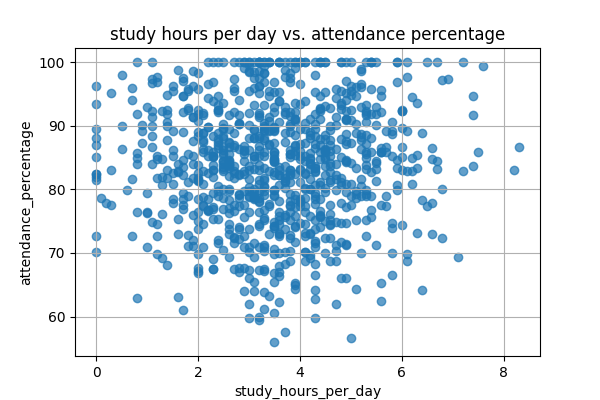 study hours per day vs. attendance percentage
100
90
80
70
60
attendance_percentage
0 2 4 6 8
study_hours_per_day